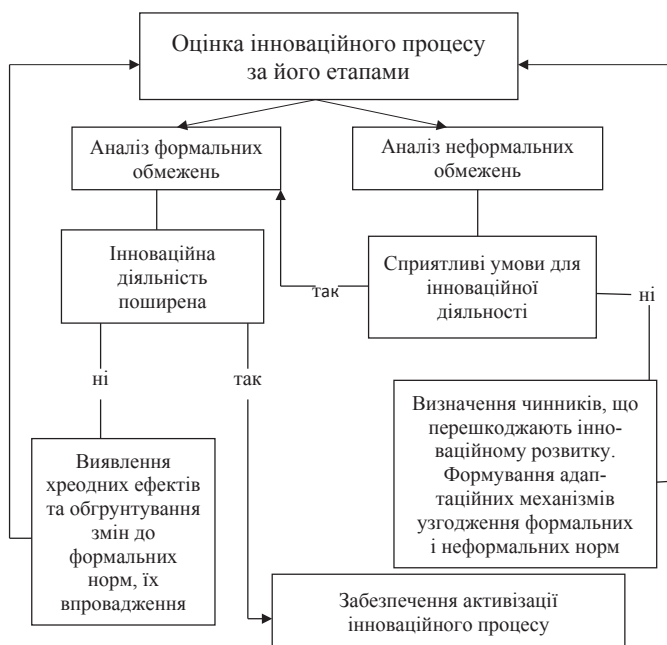 Оцінка інноваційного процесу
за його етапами
Аналіз формальних
обмежень
Аналіз неформальних
обмежень
Інноваційна
діяльність
поширена
Сприятливі умови для
інноваційної
діяльності
так
ні
ні
так
Визначення чинників, що
перешкоджають інно-
ваційному розвитку.
Формування адап-
таційних механізмів
узгодження формальних
і неформальних норм
Виявлення
хреодних ефектів
та обгрунтування
змін до
формальних
норм, їх
впровадження
Забезпечення активізації
інноваційного процесу